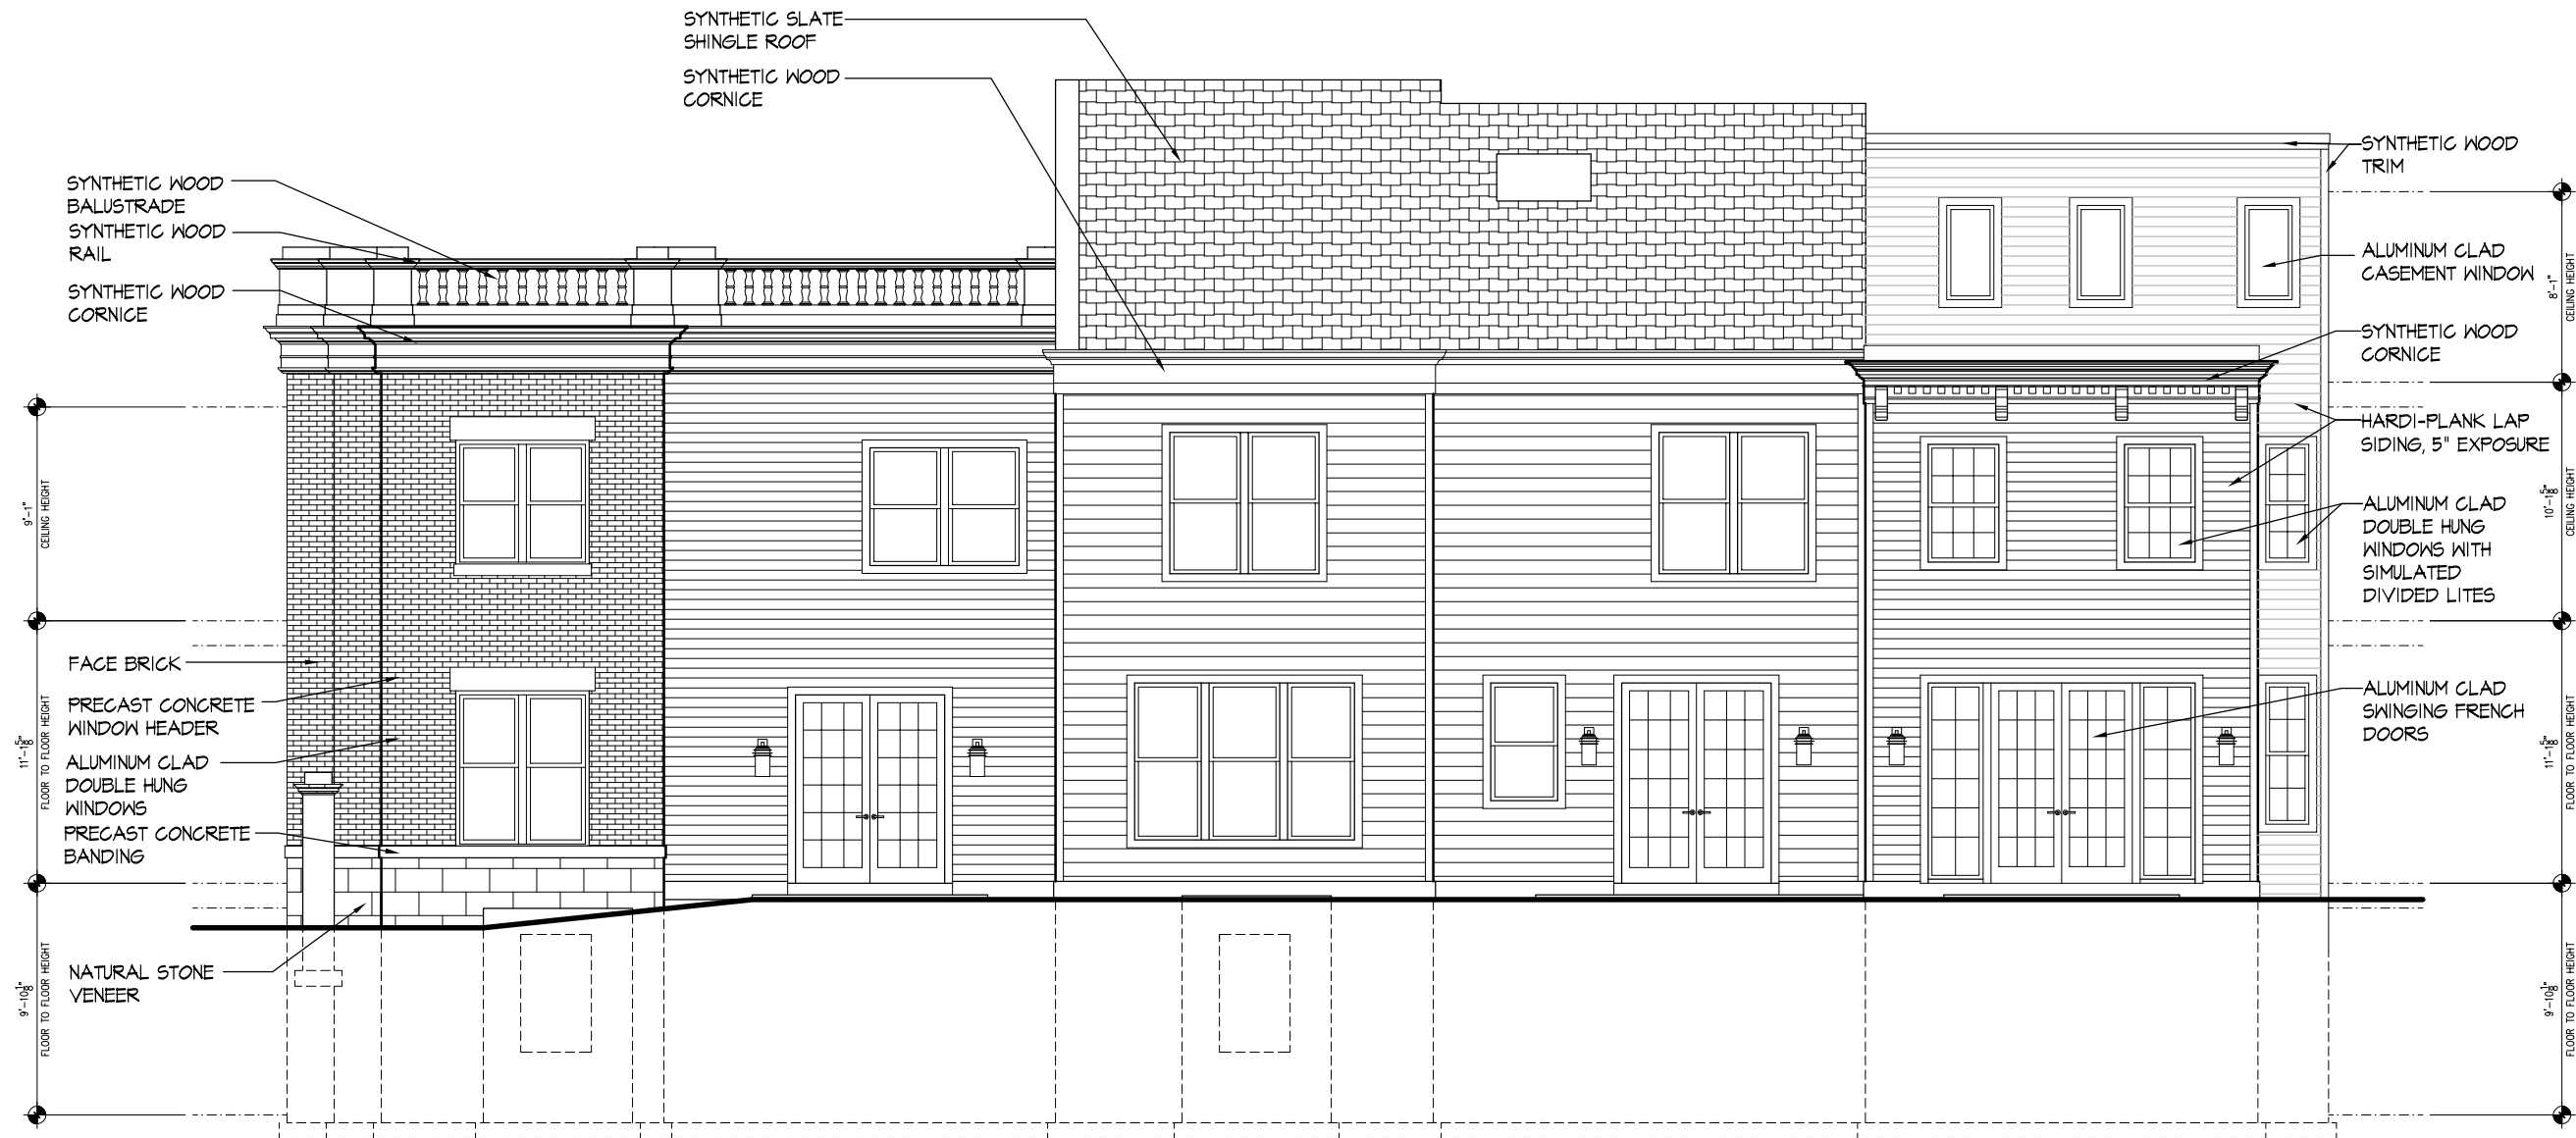 SYNTHETIC SLATE
SHINGLE ROOF
SYNTHETIC WOOD
CORNICE
SYNTHETIC WOOD
BALUSTRADE
SYNTHETIC WOOD
RAIL
SYNTHETIC WOOD
CORNICE
9'-1"
CEILING HEIGHT
FACE BRICK
PRECAST CONCRETE
WINDOW HEADER
11'-1 5/8"
FLOOR TO FLOOR HEIGHT
ALUMINUM CLAD
DOUBLE HUNG
WINDOWS
PRECAST CONCRETE
BANDING
NATURAL STONE
VENEER
9'-10 1/8"
FLOOR TO FLOOR HEIGHT
SYNTHETIC WOOD
TRIM
ALUMINUM CLAD
CASEMENT WINDOW
8'-1"
CEILING HEIGHT
SYNTHETIC WOOD
CORNICE
HARDI-PLANK LAP
SIDING, 5" EXPOSURE
10'-1 5/8"
CEILING HEIGHT
ALUMINUM CLAD
DOUBLE HUNG
WINDOWS WITH
SIMULATED
DIVIDED LITES
ALUMINUM CLAD
SWINGING FRENCH
DOORS
11'-1 5/8"
FLOOR TO FLOOR HEIGHT
9'-10 1/8"
FLOOR TO FLOOR HEIGHT